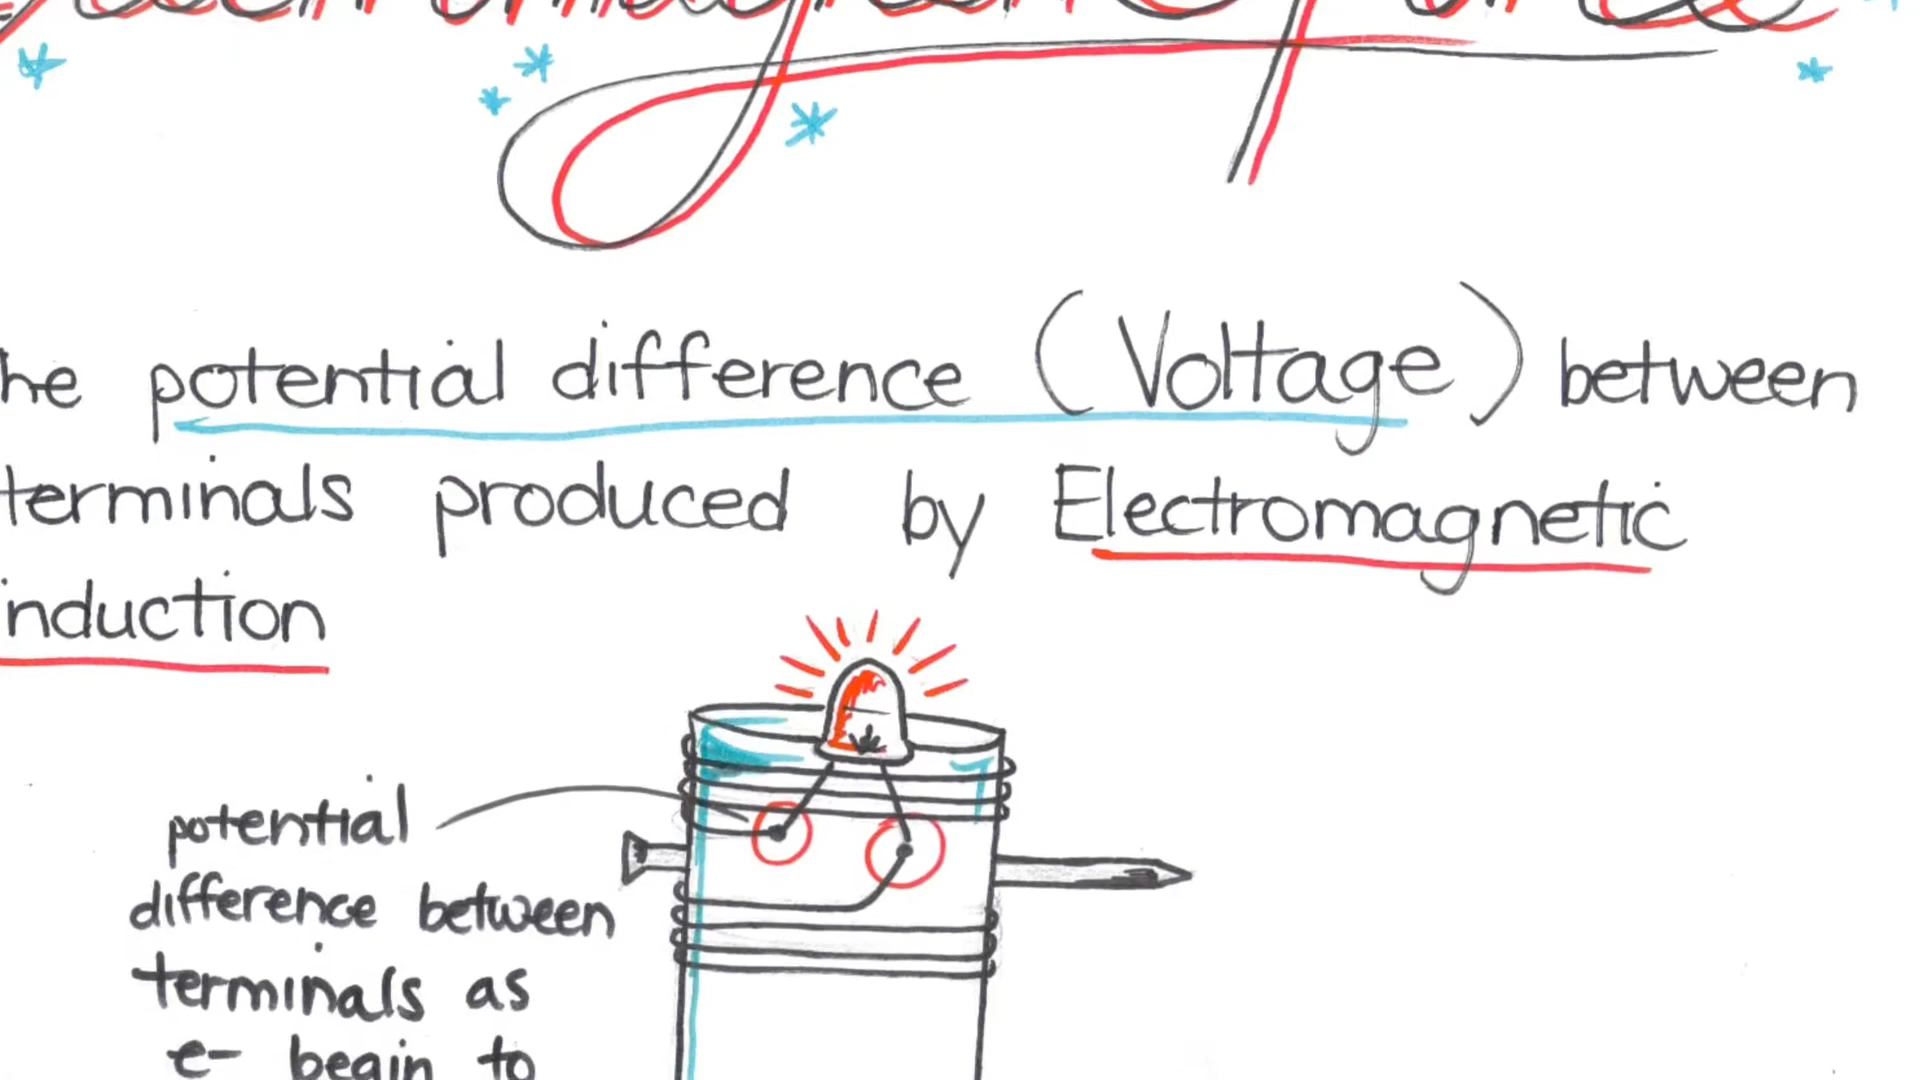 he potential difference (Voltage) between
terminals produced by Electromagnetic
induction
potential
difference between
terminals as
e- begin to